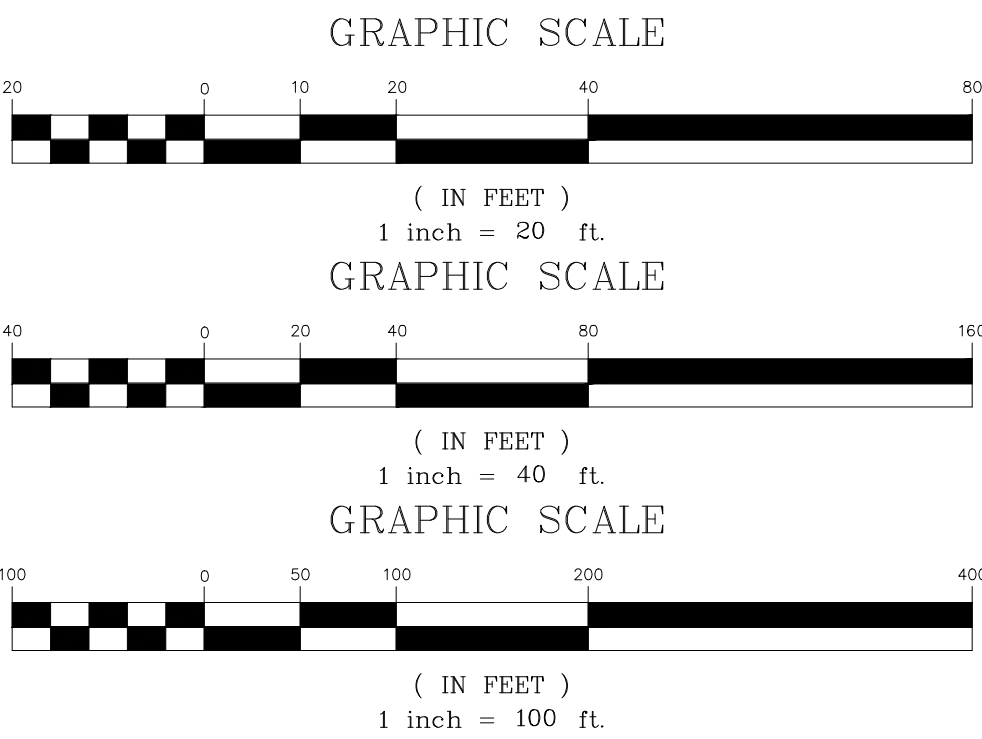 GRAPHIC SCALE
20 0 10 20 40 80
( IN FEET )
1 inch = 20 ft.
GRAPHIC SCALE
40 0 20 40 80 160
( IN FEET )
1 inch = 40 ft.
GRAPHIC SCALE
100 0 50 100 200 400
( IN FEET )
1 inch = 100 ft.